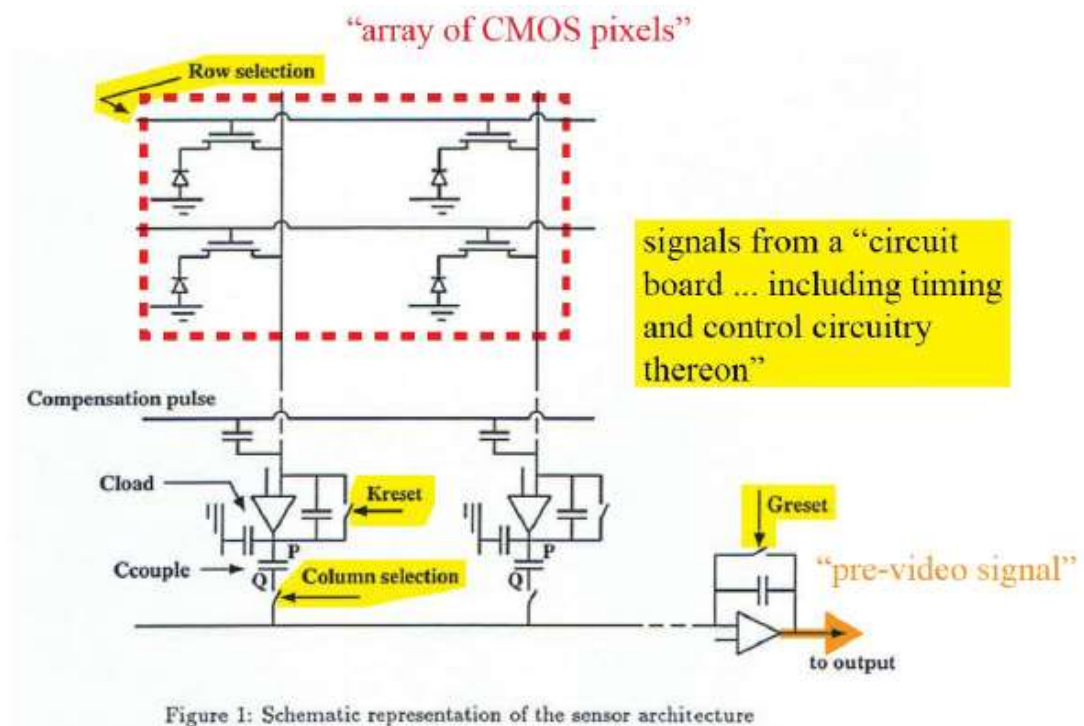 “array of CMOS pixels”
Row selection
signals from a “circuit
board ... including timing
and control circuitry
thereon”
Compensation pulse
Cload
Kreset
P
P
Ccouple
Q
Q
Column selection
Greset
“pre-video signal”
to output
Figure 1: Schematic representation of the sensor architecture